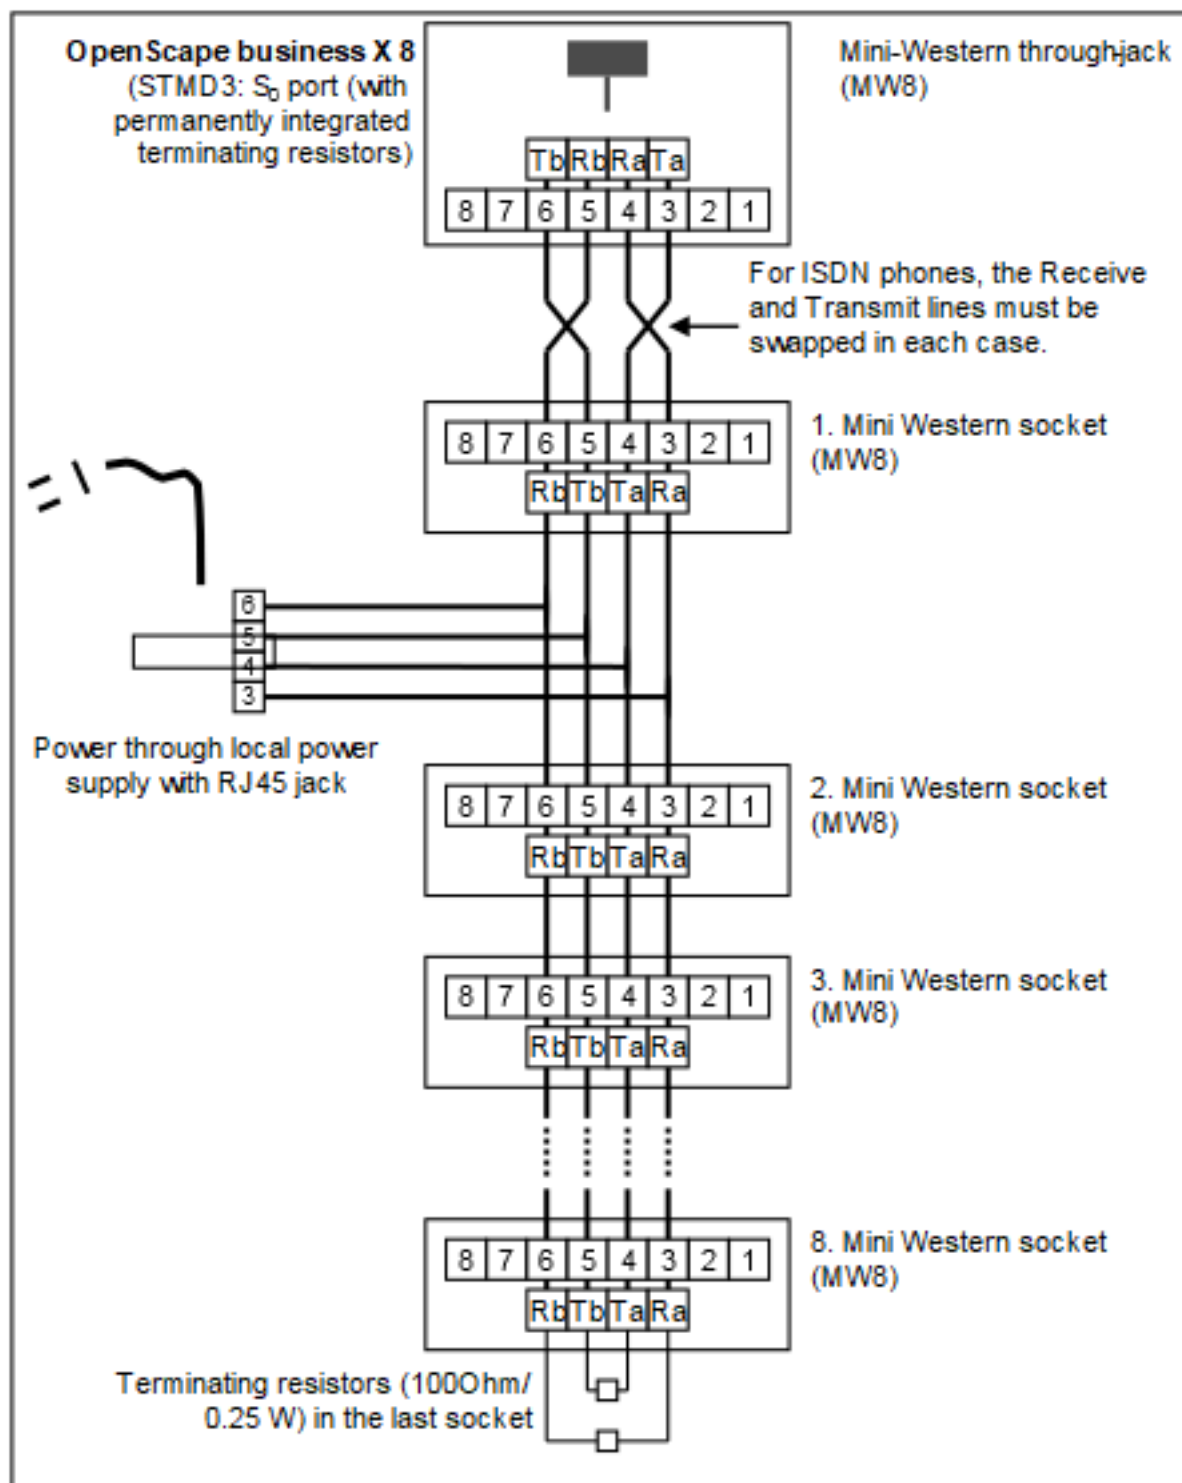 OpenScape business X 8
(STMD3: S0 port (with
permanently integrated
terminating resistors)
Mini-Western through-jack
(MW8)
Tb Rb Ra Ta
8 7 6 5 4 3 2 1
For ISDN phones, the Receive
and Transmit lines must be
swapped in each case.
8 7 6 5 4 3 2 1
Rb Tb Ta Ra
1. Mini Western socket
(MW8)
6
5
4
3
Power through local power
supply with RJ45 jack
8 7 6 5 4 3 2 1
Rb Tb Ta Ra
2. Mini Western socket
(MW8)
8 7 6 5 4 3 2 1
Rb Tb Ta Ra
3. Mini Western socket
(MW8)
8 7 6 5 4 3 2 1
Rb Tb Ta Ra
8. Mini Western socket
(MW8)
Terminating resistors (100Ohm/
0.25 W) in the last socket